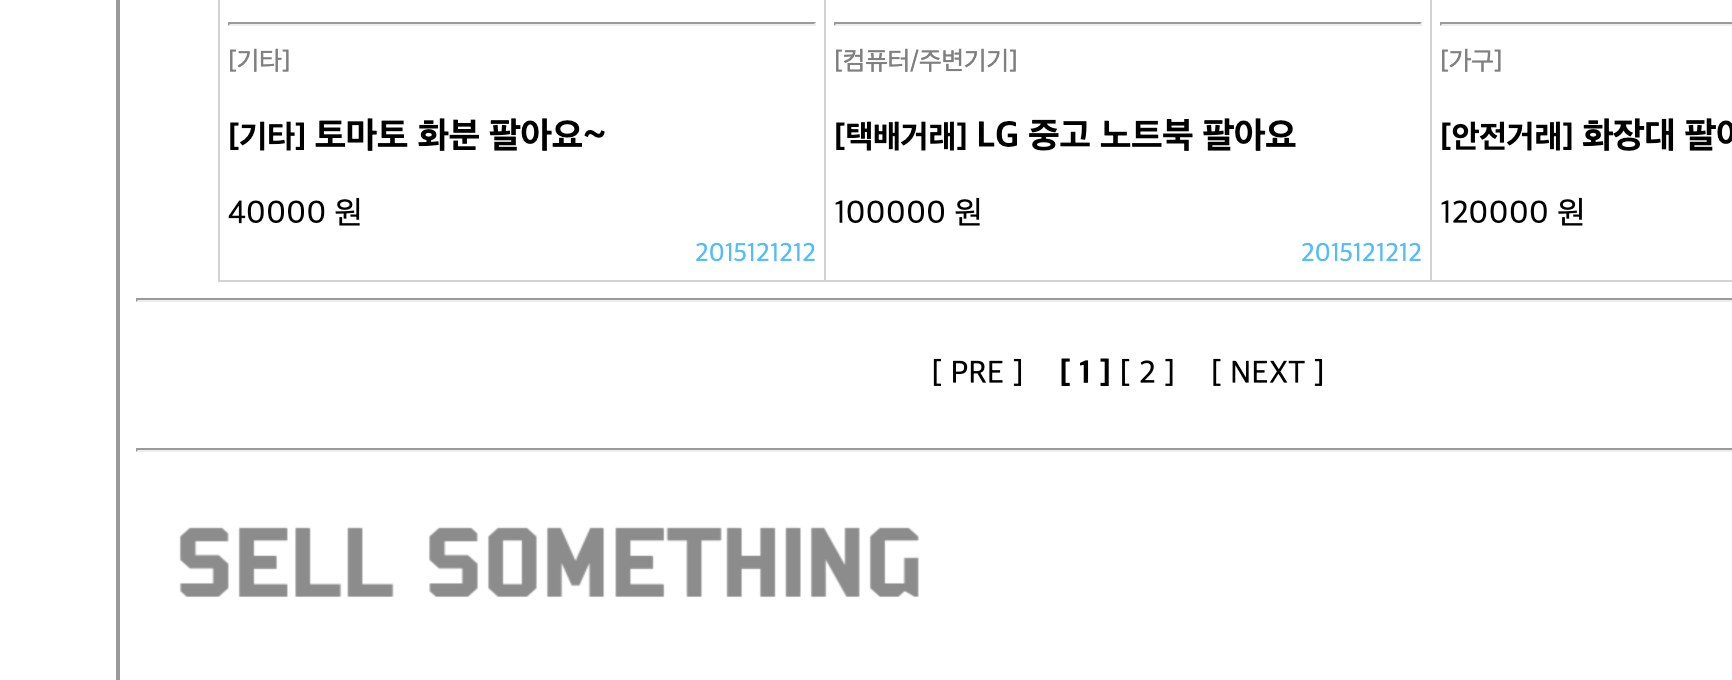 [기타]
[기타] 토마토 화분 팔아요~
40000 원
2015121212
[컴퓨터/주변기기]
[택배거래] LG 중고 노트북 팔아요
100000 원
2015121212
[가구]
[안전거래] 화장대
120000 원
[ PRE ] [ 1 ] [ 2 ] [ NEXT ]
SELL SOMETHING